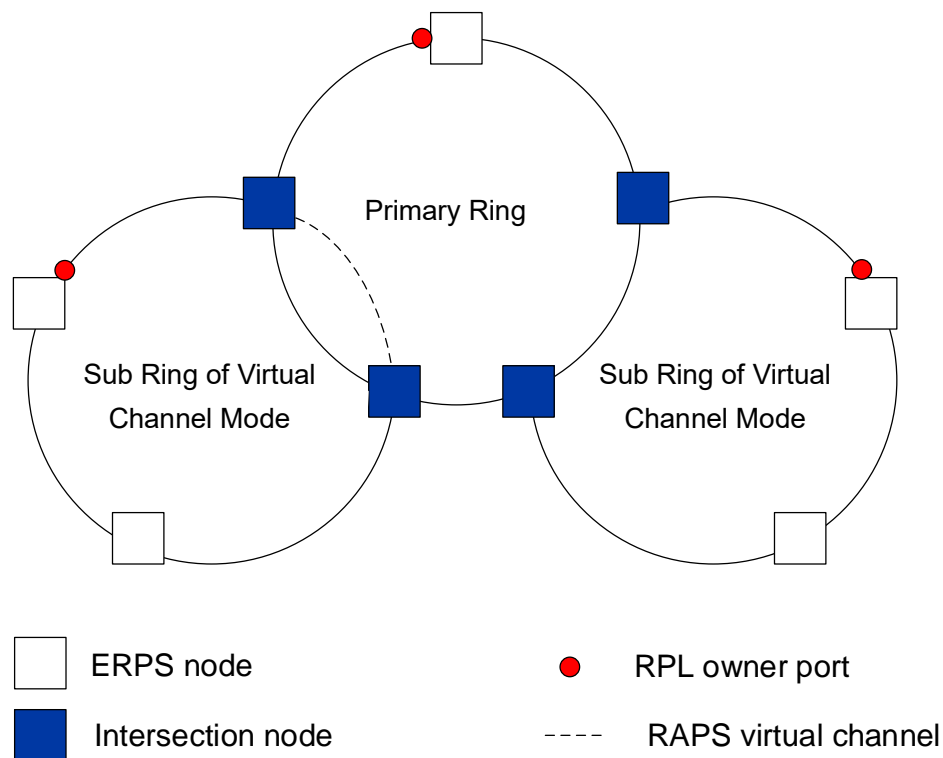 Primary Ring
Sub Ring of Virtual
Channel Mode
Sub Ring of Virtual
Channel Mode
ERPS node
RPL owner port
Intersection node
RAPS virtual channel